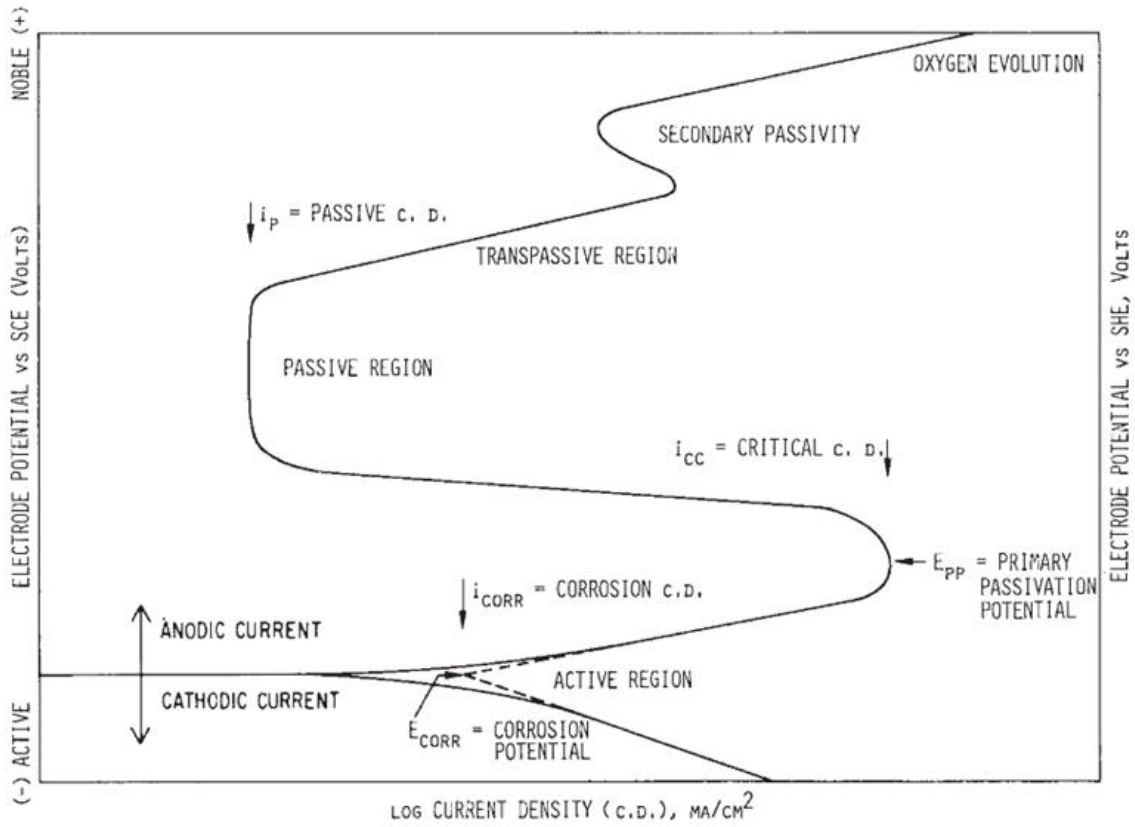 NOBLE (+)
ELECTRODE POTENTIAL vs SCE (VOLTS)
(-) ACTIVE
OXYGEN EVOLUTION
SECONDARY PASSIVITY
iP = PASSIVE C. D.
TRANSPASSIVE REGION
PASSIVE REGION
iCC = CRITICAL C. D.
EPP = PRIMARY
PASSIVATION
POTENTIAL
iCORR = CORROSION C.D.
ANODIC CURRENT
CATHODIC CURRENT
ACTIVE REGION
ECORR = CORROSION
POTENTIAL
ELECTRODE POTENTIAL vs SHE, VOLTS
LOG CURRENT DENSITY (C.D.), MA/CM²